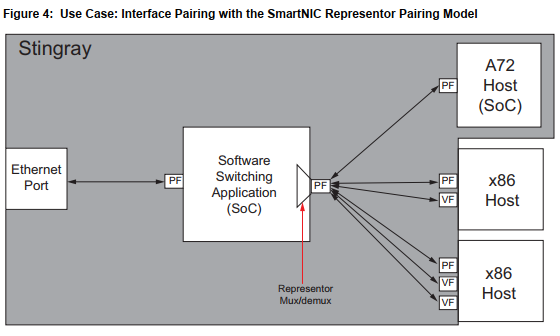 Figure 4: Use Case: Interface Pairing with the SmartNIC Representor Pairing Model
Stingray
A72
Host
(SoC)
PF
Ethernet
Port
PF
Software
Switching
Application
(SoC)
PF
PF
VF
x86
Host
PF
VF
VF
x86
Host
Representor
Mux/demux